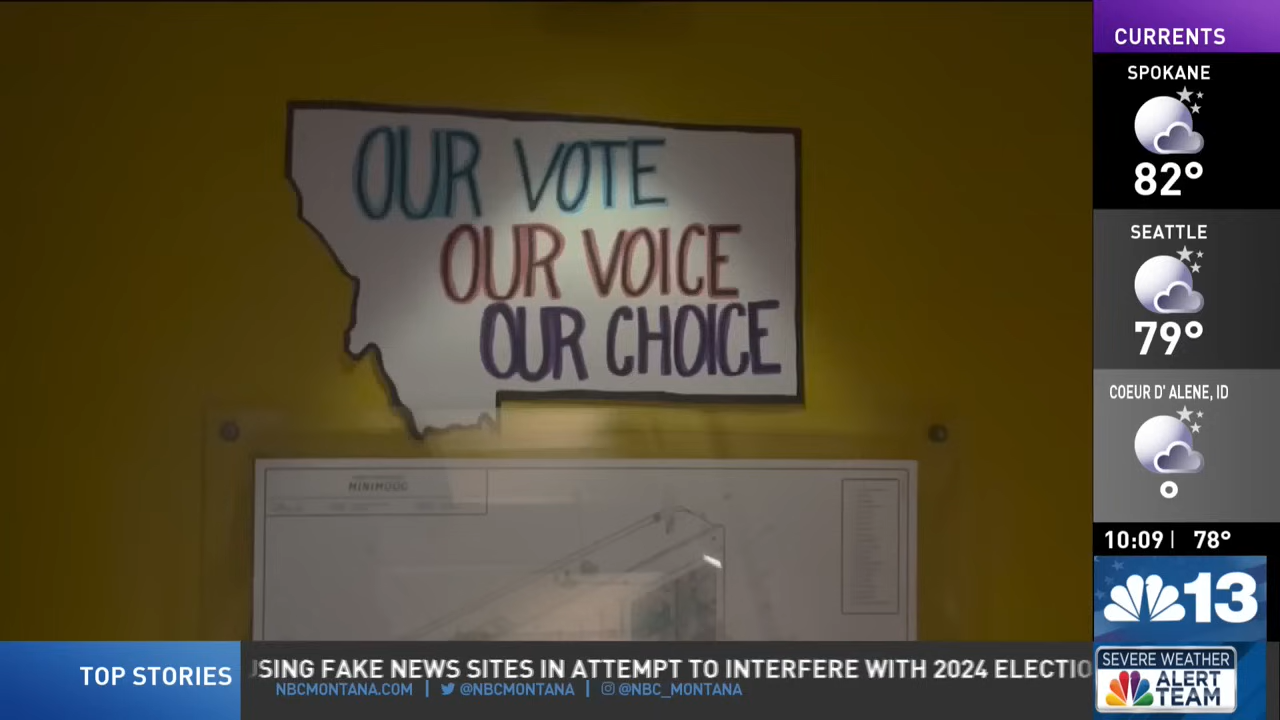 OUR VOTE
OUR VOICE
OUR CHOICE
MINIMOOG
CURRENTS
SPOKANE
82°
SEATTLE
79°
COEUR D'ALENE, ID
°
10:09 | 78°
13
SEVERE WEATHER
ALERT
TEAM
TOP STORIES
USING FAKE NEWS SITES IN ATTEMPT TO INTERFERE WITH 2024 ELECTIO
NBCMONTANA.COM | @NBCMONTANA | @NBC_MONTANA